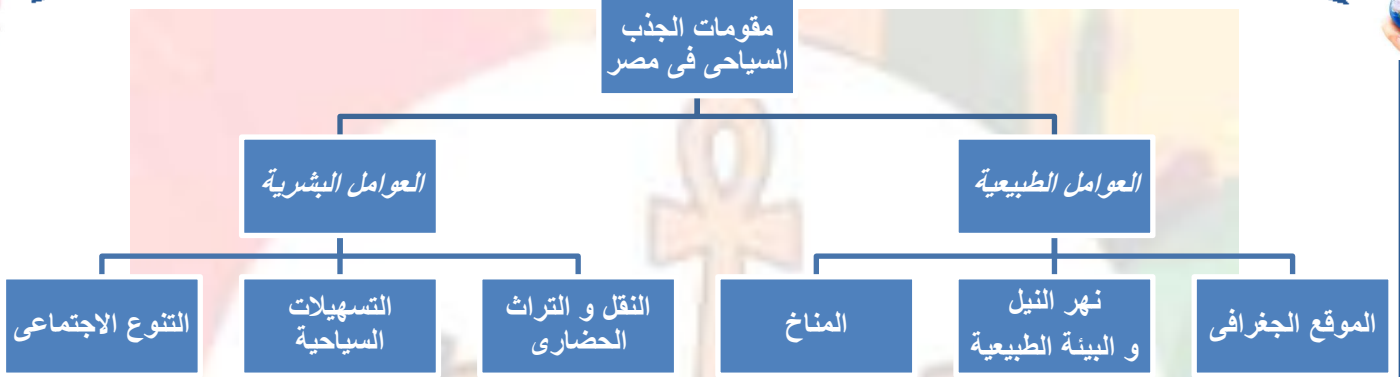 مقومات الجذب
السياحى فى مصر
العوامل الطبيعية
العوامل البشرية
الموقع الجغرافى
نهر النيل
و البيئة الطبيعية
المناخ
النقل و التراث
الحضارى
التسهيلات
السياحية
التنوع الاجتماعى